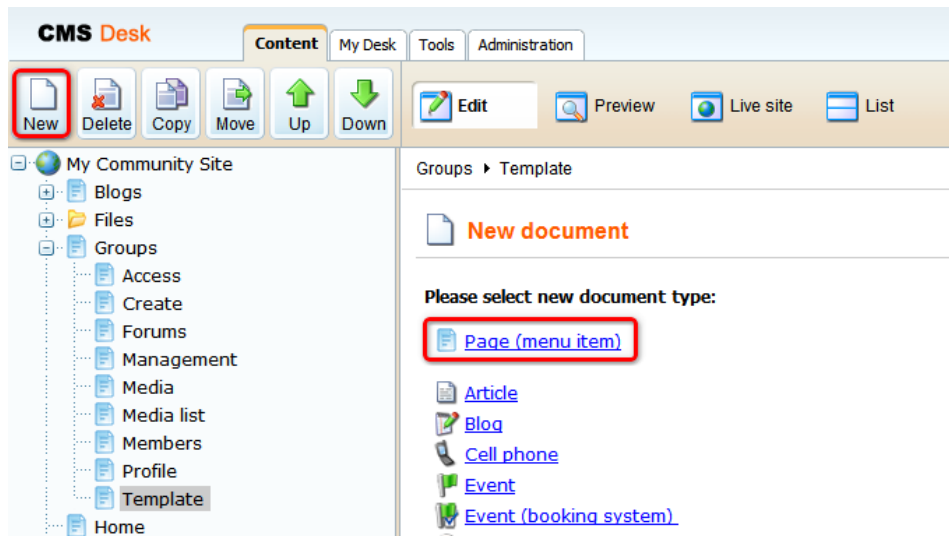 CMS Desk
Content My Desk Tools Administration
New Delete Copy Move Up Down Edit Preview Live site List
My Community Site
Blogs
Files
Groups
Access
Create
Forums
Management
Media
Media list
Members
Profile
Template
Home
Groups Template
New document
Please select new document type:
Page (menu item)
Article
Blog
Cell phone
Event
Event (booking system)